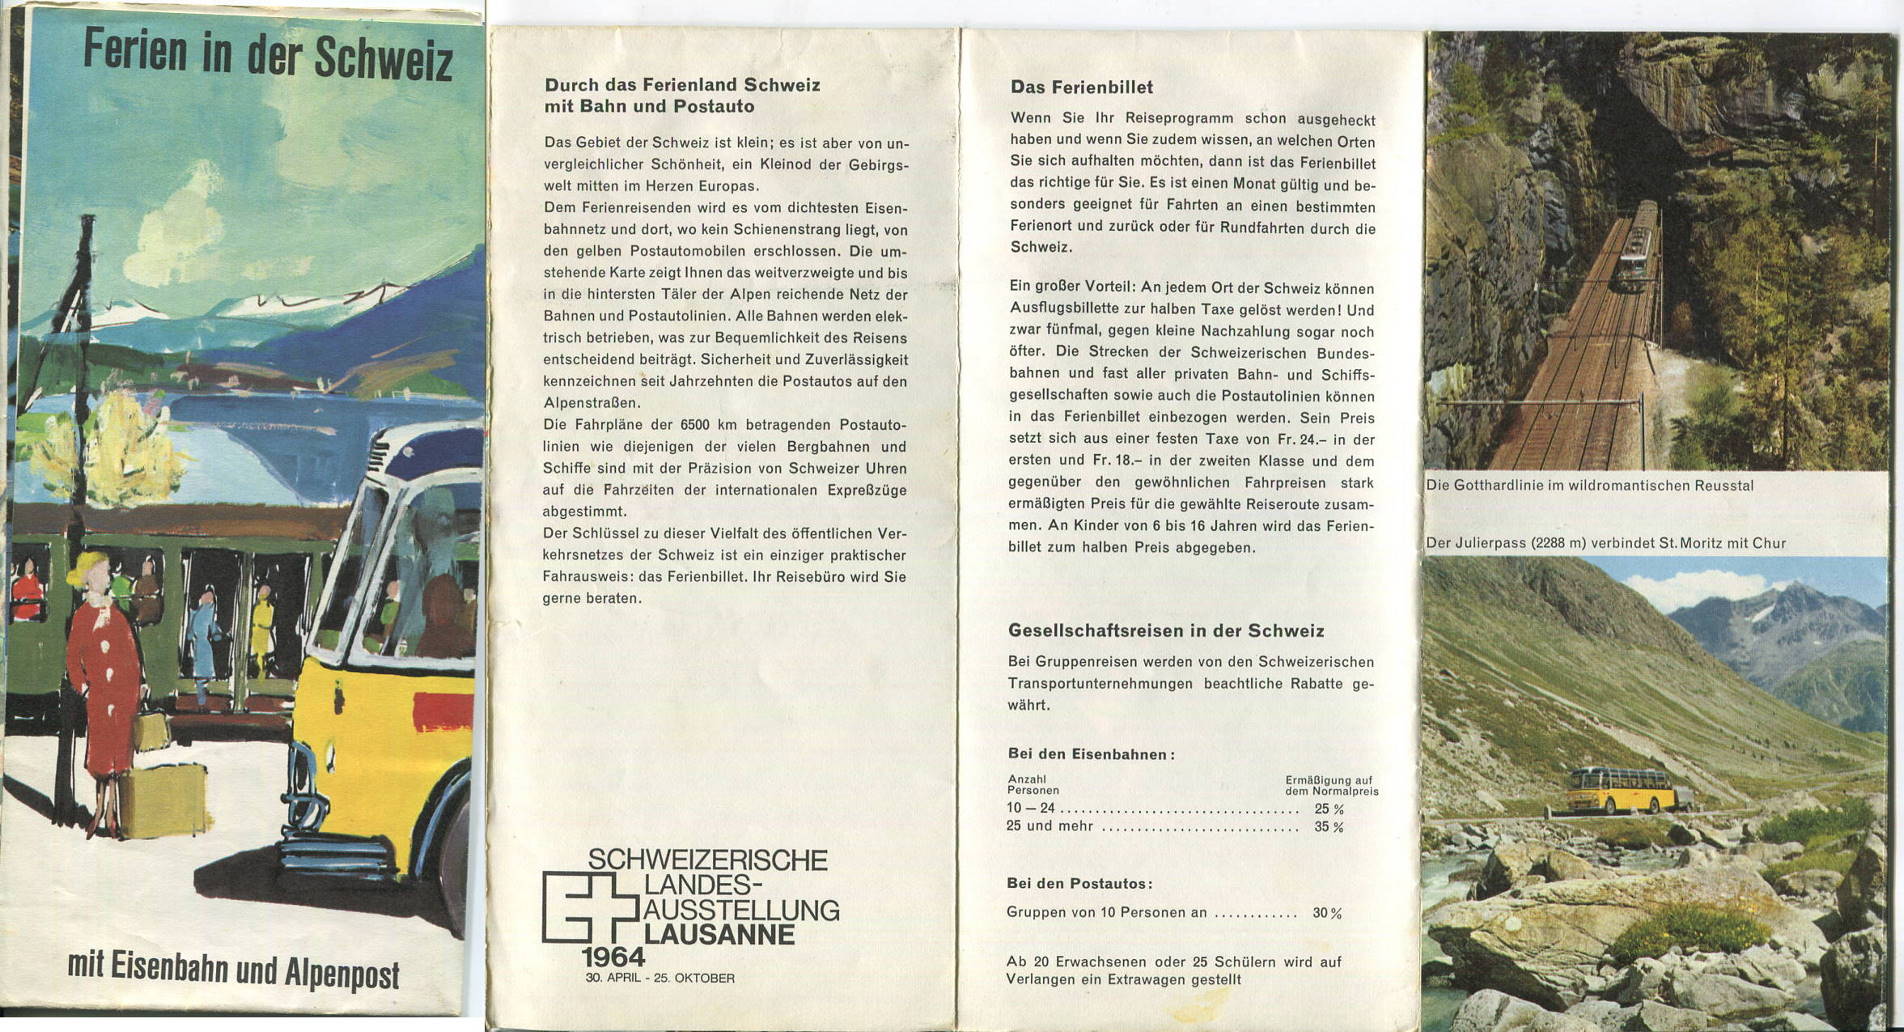 Ferien in der Schweiz
mit Eisenbahn und Alpenpost
Durch das Ferienland Schweiz
mit Bahn und Postauto
Das Gebiet der Schweiz ist klein; es ist aber von un-
vergleichlicher Schönheit, ein Kleinod der Gebirgs-
welt mitten im Herzen Europas.
Dem Ferienreisenden wird es vom dichtesten Eisen-
bahnnetz und dort, wo kein Schienenstrang liegt, von
den gelben Postautomobilen erschlossen. Die um-
stehende Karte zeigt Ihnen das weitverzweigte und bis
in die hintersten Täler der Alpen reichende Netz der
Bahnen und Postautolinien. Alle Bahnen werden elek-
trisch betrieben, was zur Bequemlichkeit des Reisens
entscheidend beiträgt. Sicherheit und Zuverlässigkeit
kennzeichnen seit Jahrzehnten die Postautos auf den
Alpenstraßen.
Die Fahrpläne der 6500 km betragenden Postauto-
linien wie diejenigen der vielen Bergbahnen und
Schiffe sind mit der Präzision von Schweizer Uhren
auf die Fahrzeiten der internationalen Expreßzüge
abgestimmt.
Der Schlüssel zu dieser Vielfalt des öffentlichen Ver-
kehrsnetzes der Schweiz ist ein einziger praktischer
Fahrausweis: das Ferienbillet. Ihr Reisebüro wird Sie
gerne beraten.
SCHWEIZERISCHE
LANDES-
AUSSTELLUNG
LAUSANNE
1964
30. APRIL - 25. OKTOBER
Das Ferienbillet
Wenn Sie Ihr Reiseprogramm schon ausgeheckt
haben und wenn Sie zudem wissen, an welchen Orten
Sie sich aufhalten möchten, dann ist das Ferienbillet
das richtige für Sie. Es ist einen Monat gültig und be-
sonders geeignet für Fahrten an einen bestimmten
Ferienort und zurück oder für Rundfahrten durch die
Schweiz.
Ein großer Vorteil: An jedem Ort der Schweiz können
Ausflugsbillette zur halben Taxe gelöst werden! Und
zwar fünfmal, gegen kleine Nachzahlung sogar noch
öfter. Die Strecken der Schweizerischen Bundes-
bahnen und fast aller privaten Bahn- und Schiffs-
gesellschaften sowie auch die Postautolinien können
in das Ferienbillet einbezogen werden. Sein Preis
setzt sich aus einer festen Taxe von Fr. 24.– in der
ersten und Fr. 18.– in der zweiten Klasse und dem
gegenüber den gewöhnlichen Fahrpreisen stark
ermäßigten Preis für die gewählte Reiseroute zusam-
men. An Kinder von 6 bis 16 Jahren wird das Ferien-
billet zum halben Preis abgegeben.
Gesellschaftsreisen in der Schweiz
Bei Gruppenreisen werden von den Schweizerischen
Transportunternehmungen beachtliche Rabatte ge-
währt.
Bei den Eisenbahnen:
Anzahl Ermäßigung auf
Personen dem Normalpreis
10 – 24 ................................. 25 %
25 und mehr ............................ 35 %
Bei den Postautos:
Gruppen von 10 Personen an ............ 30 %
Ab 20 Erwachsenen oder 25 Schülern wird auf
Verlangen ein Extrawagen gestellt
Die Gotthardlinie im wildromantischen Reusstal
Der Julierpass (2288 m) verbindet St. Moritz mit Chur